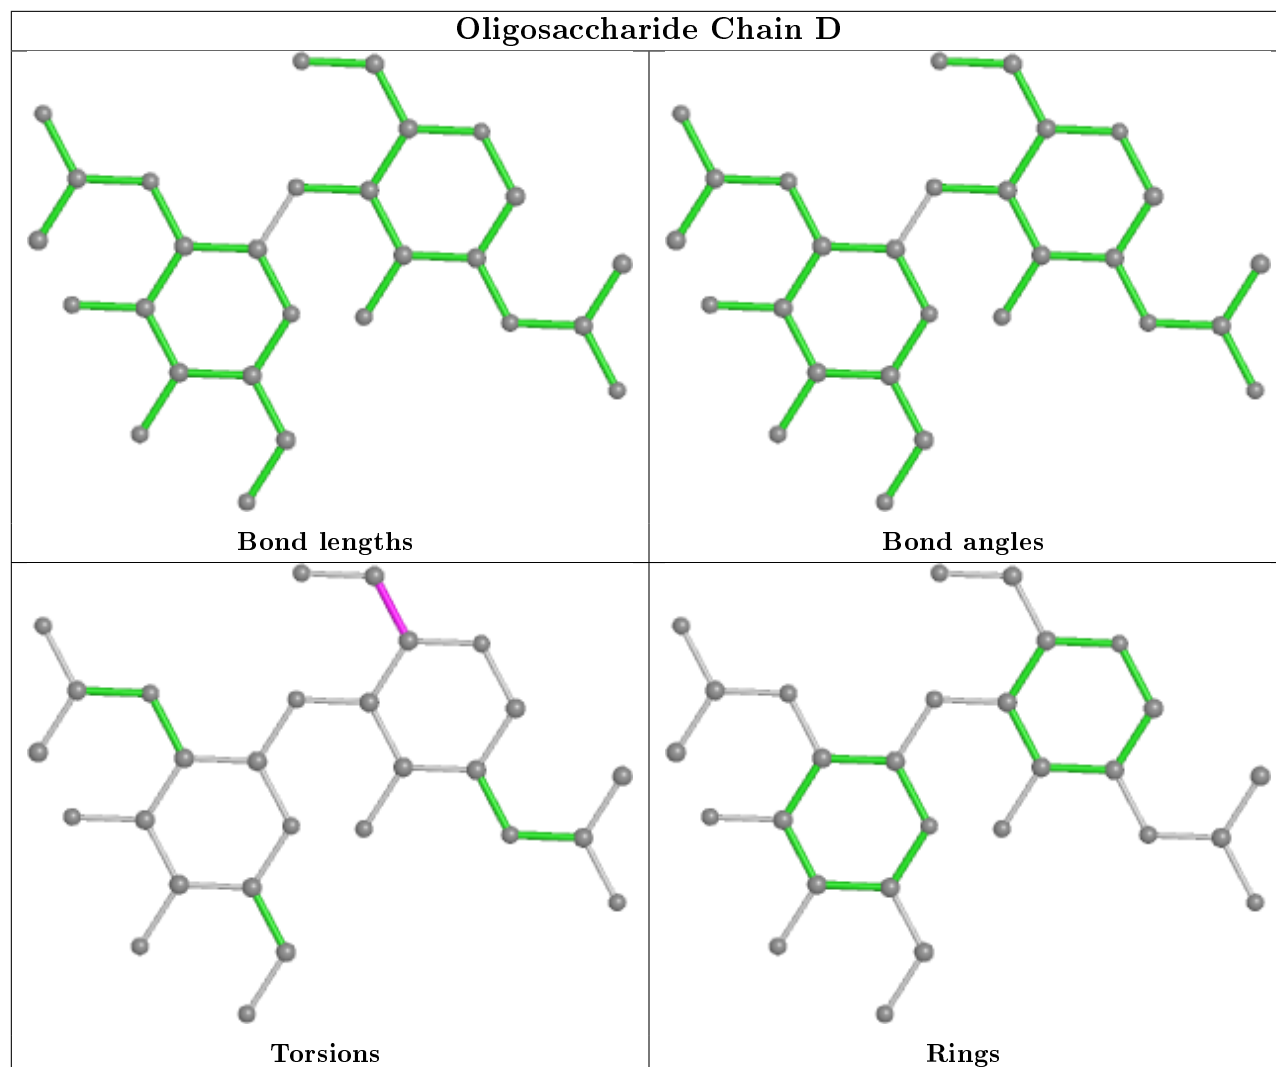 Oligosaccharide Chain D
Bond lengths
Bond angles
Torsions
Rings